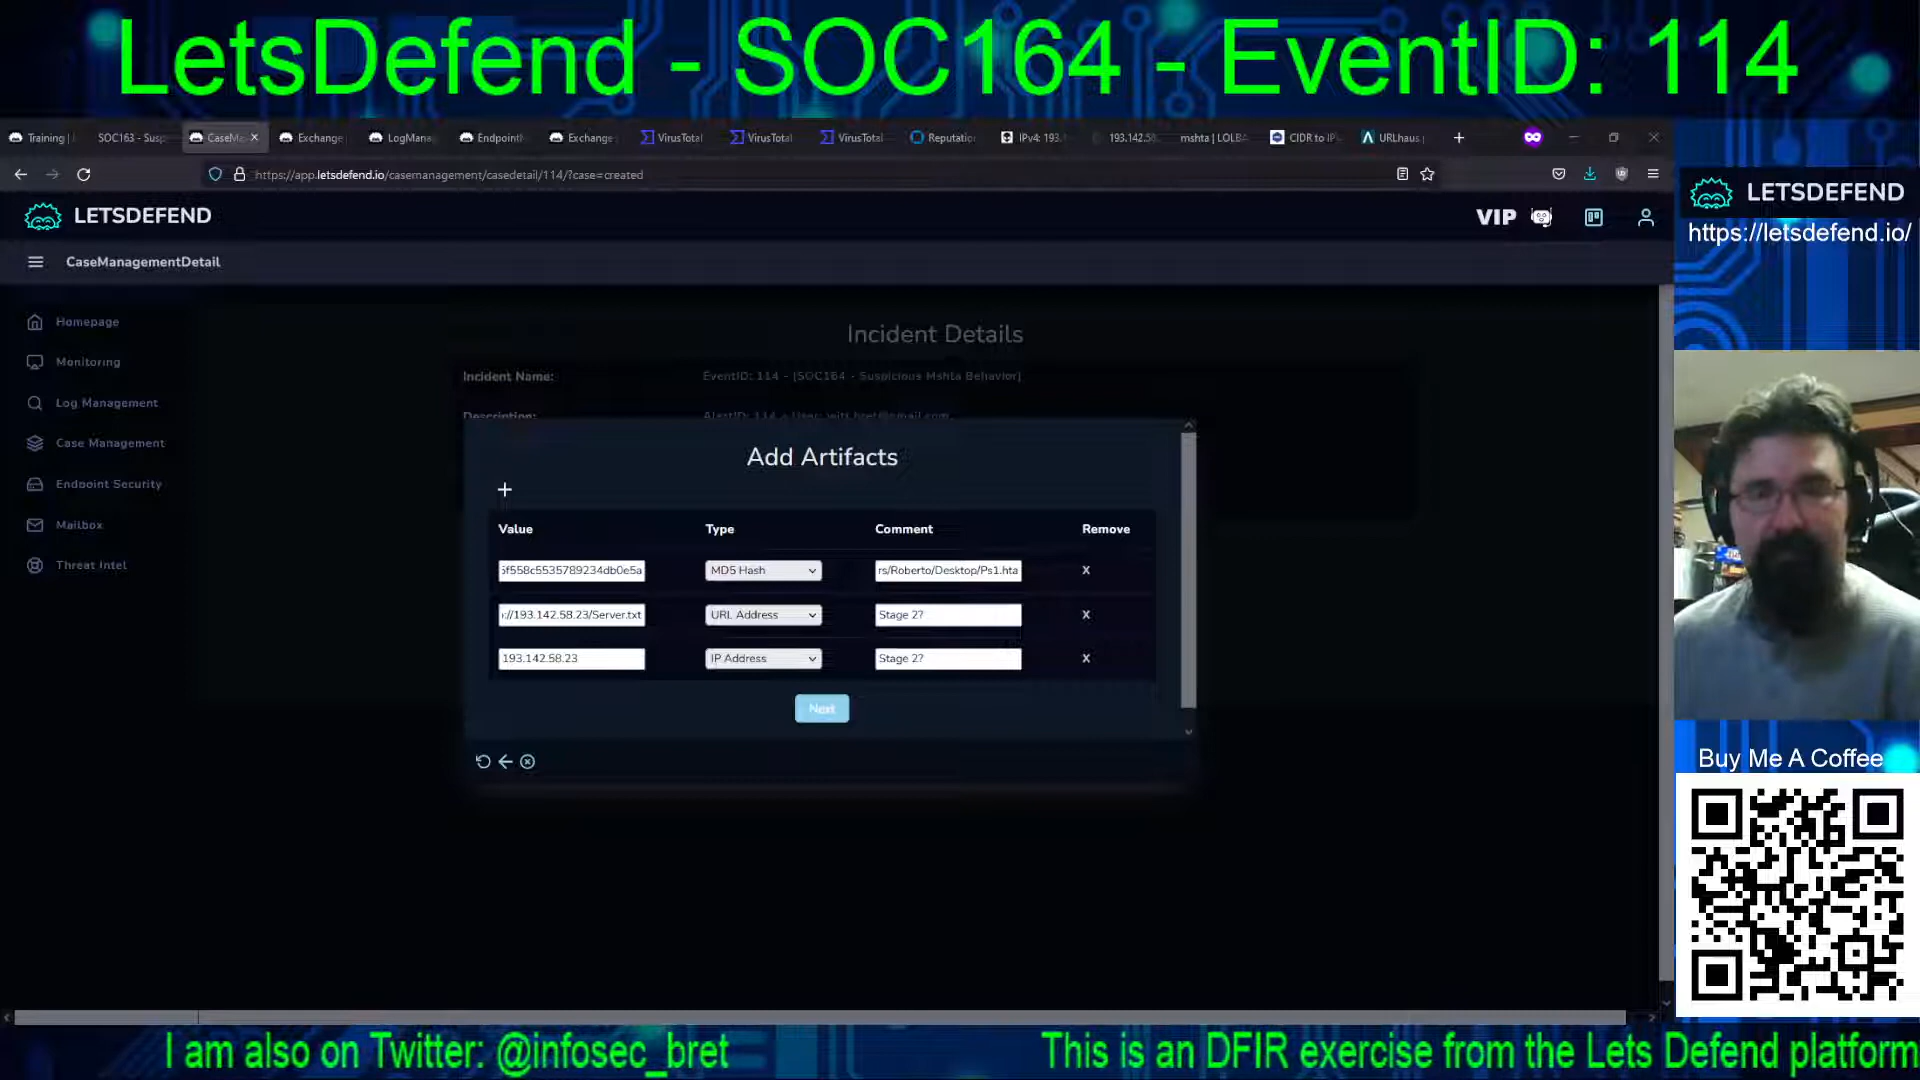 LetsDefend - SOC164 - EventID: 114
Training |
SOC163 - Susp
CaseMa
Exchange
LogMana
Endpoint
Exchange
VirusTotal
VirusTotal
VirusTotal
Reputatio
IPv4: 193.
193.142.58.
mshta | LOLBA
CIDR to IP
URLhaus |
https://app.letsdefend.io/casemanagement/casedetail/114/?case=created
LETSDEFEND
VIP
LETSDEFEND
https://letsdefend.io/
CaseManagementDetail
Homepage
Monitoring
Log Management
Case Management
Endpoint Security
Mailbox
Threat Intel
Incident Details
Incident Name: EventID: 114 - [SOC164 - Suspicious Mshta Behavior]
Description:
Add Artifacts
Value Type Comment Remove
5f558c5535789234db0e5a MD5 Hash rs/Roberto/Desktop/Ps1.hta X
://193.142.58.23/Server.txt URL Address Stage 2? X
193.142.58.23 IP Address Stage 2? X
Next
Buy Me A Coffee
I am also on Twitter: @infosec_bret
This is an DFIR exercise from the Lets Defend platform